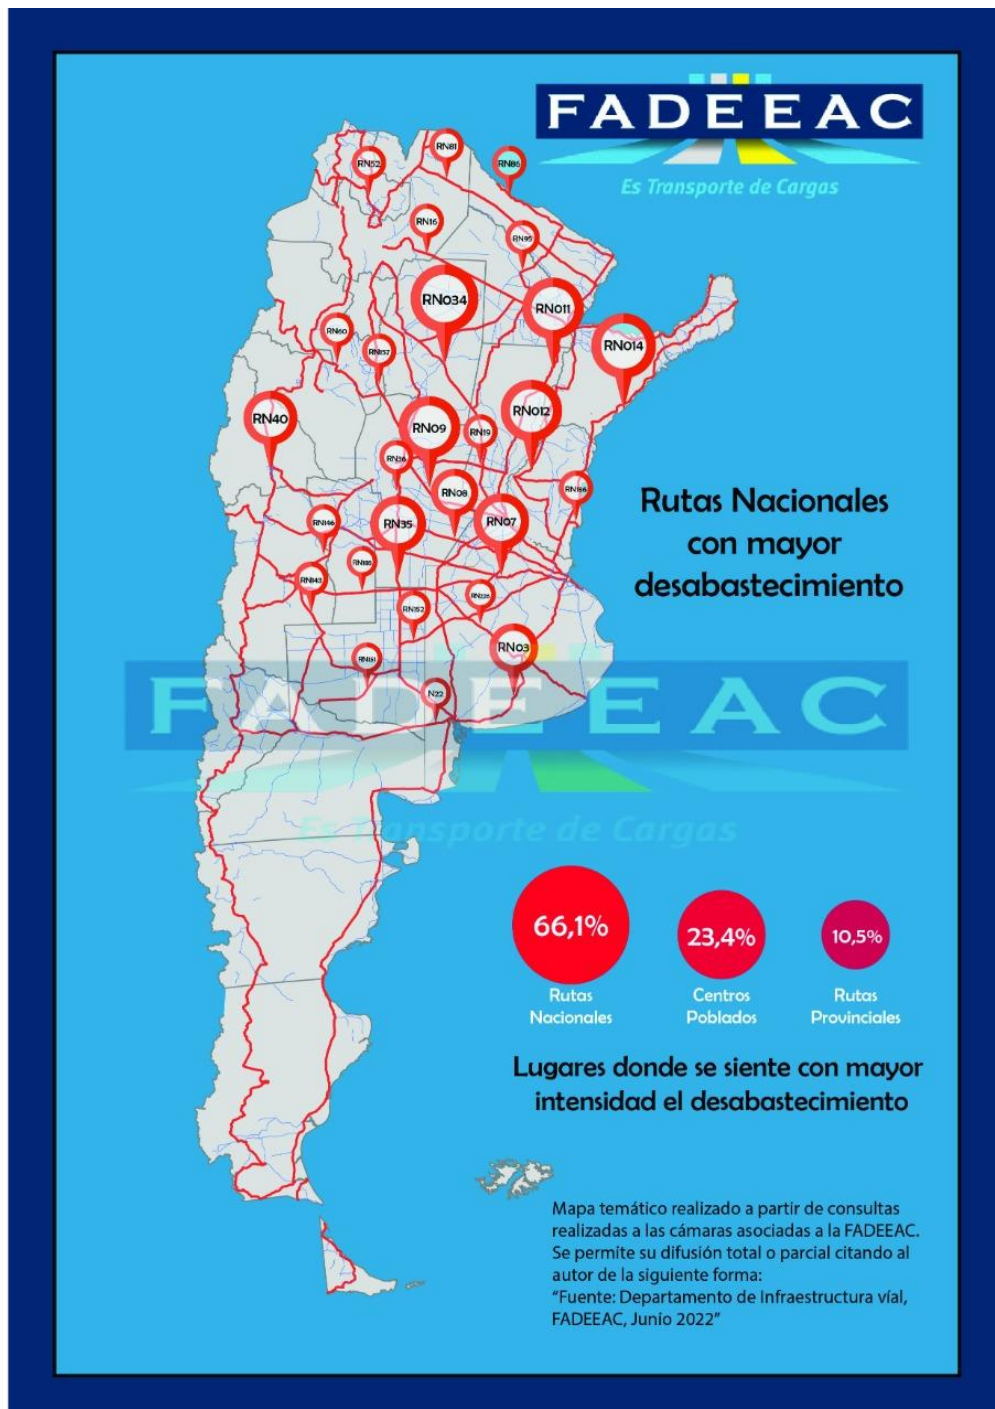 FADEEAC
Es Transporte de Cargas
RN81
RN52
RN86
RN16
RN95
RN034
RN011
RN60
RN014
RN157
RN40
RN012
RN09
RN19
RN36
RN08
Rutas Nacionales
con mayor
desabastecimiento
RN146
RN35
RN07
RN143
RN152
RN03
RN151
N22
FADEEAC
Es Transporte de Cargas
66,1%
23,4%
10,5%
Rutas
Nacionales
Centros
Poblados
Rutas
Provinciales
Lugares donde se siente con mayor
intensidad el desabastecimiento
Mapa temático realizado a partir de consultas
realizadas a las cámaras asociadas a la FADEEAC.
Se permite su difusión total o parcial citando al
autor de la siguiente forma:
"Fuente: Departamento de Infraestructura víal,
FADEEAC, Junio 2022"